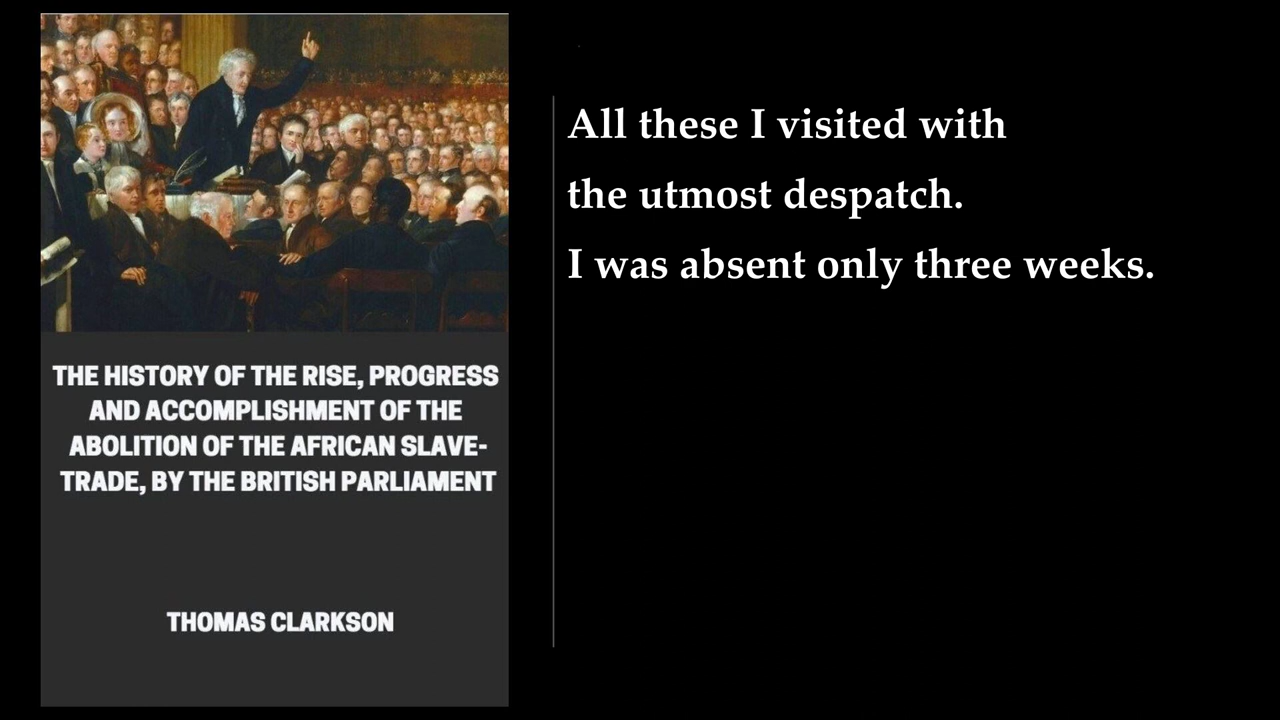 THE HISTORY OF THE RISE, PROGRESS
AND ACCOMPLISHMENT OF THE
ABOLITION OF THE AFRICAN SLAVE-
TRADE, BY THE BRITISH PARLIAMENT
THOMAS CLARKSON
All these I visited with
the utmost despatch.
I was absent only three weeks.